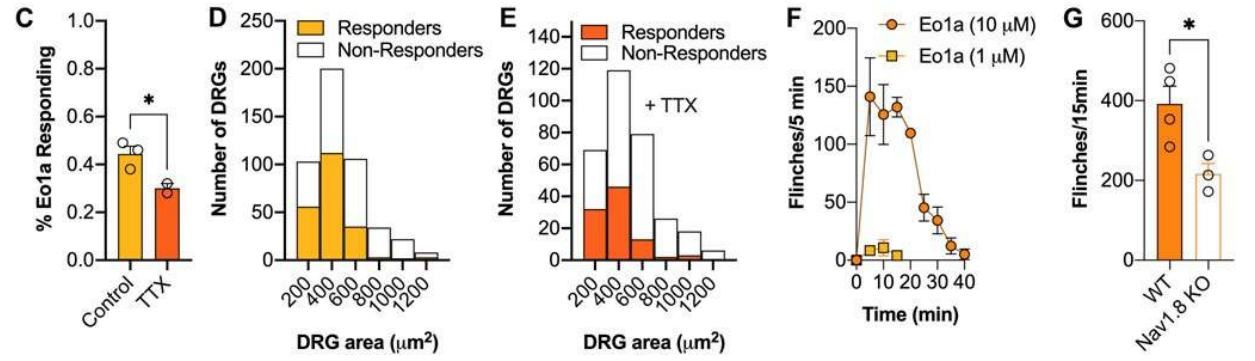 C
% Eo1a Responding
1.0
0.8
0.6
0.4
0.2
0.0
*
Control
TTX
D
Number of DRGs
250
200
150
100
50
Responders
Non-Responders
200
400
600
800
1000
1200
DRG area (μm²)
E
Number of DRGs
140
120
100
80
60
40
20
0
Responders
Non-Responders
+ TTX
200
400
600
800
1000
1200
DRG area (μm²)
F
Flinches/5 min
200
150
100
50
0
Eo1a (10 μM)
Eo1a (1 μM)
0
10
20
30
40
Time (min)
G
Flinches/15min
600
400
200
0
*
WT
Nav1.8 KO